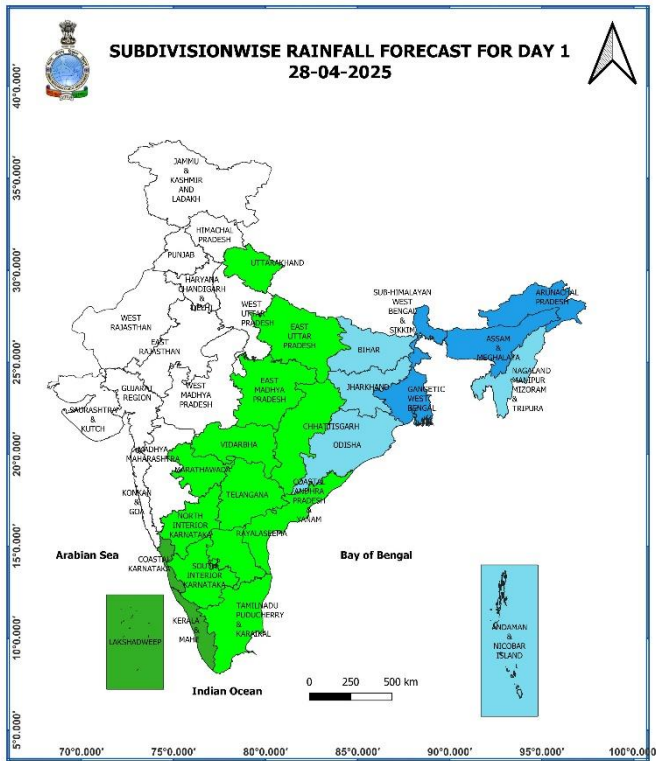 SUBDIVISIONWISE RAINFALL FORECAST FOR DAY 1
28-04-2025
40°0.000'
35°0.000'
30°0.000'
25°0.000'
20°0.000'
15°0.000'
10°0.000'
5°0.000'
JAMMU
&
KASHMIR
AND
LADAKH
HIMACHAL
PRADESH
PUNJAB
UTTARAKHAND
HARYANA
CHANDIGARH
&
DELHI
WEST
UTTAR
PRADESH
EAST
UTTAR
PRADESH
WEST
RAJASTHAN
EAST
RAJASTHAN
SUB-HIMALAYAN
WEST
BENGAL
&
SIKKIM
ARUNACHAL
PRADESH
ASSAM
&
MEGHALAYA
NAGALAND
MANIPUR
MIZORAM
&
TRIPURA
BIHAR
JHARKHAND
GANGETIC
WEST
BENGAL
GUJARAT
REGION
SAURASHTRA
&
KUTCH
WEST
MADHYA
PRADESH
EAST
MADHYA
PRADESH
CHHATTISGARH
ODISHA
VIDARBHA
MADHYA
MAHARASHTRA
MARATHAWADA
KONKAN
&
GOA
TELANGANA
COASTAL
ANDHRA
PRADESH
&
YANAM
NORTH
INTERIOR
KARNATAKA
RAYALASEEMA
COASTAL
KARNATAKA
SOUTH
INTERIOR
KARNATAKA
TAMILNADU
PUDUCHERRY
&
KARAIKAL
KERALA
&
MAHE
LAKSHADWEEP
ANDAMAN
&
NICOBAR
ISLAND
Arabian Sea
Bay of Bengal
Indian Ocean
0 250 500 km
70°0.000' 75°0.000' 80°0.000' 85°0.000' 90°0.000' 95°0.000' 100°0.000'